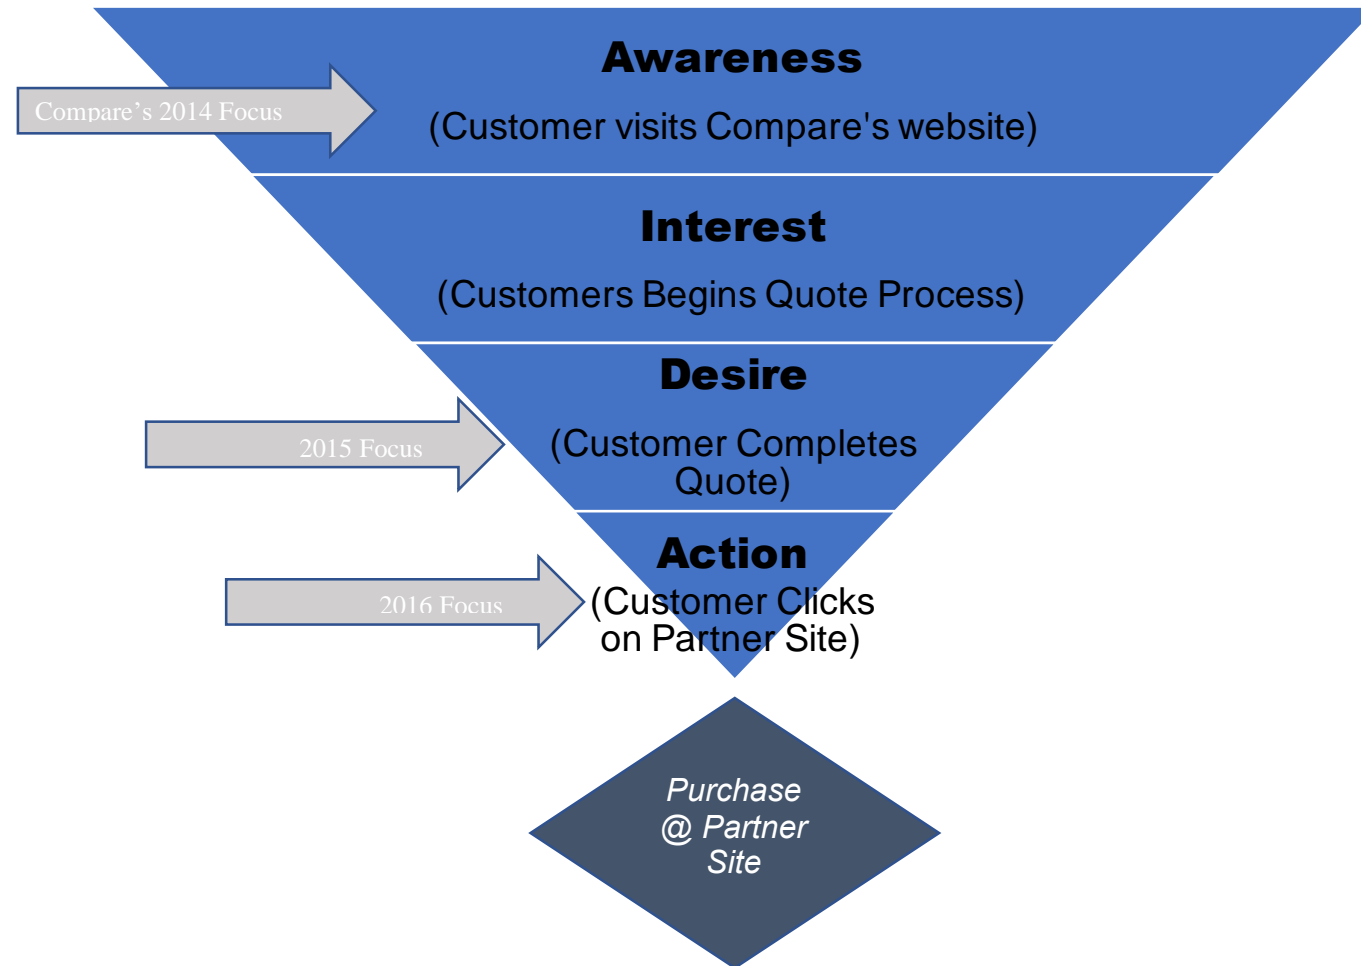 Awareness
Compare's 2014 Focus
(Customer visits Compare's website)
Interest
(Customers Begins Quote Process)
Desire
2015 Focus
(Customer Completes
Quote)
Action
2016 Focus
(Customer Clicks
on Partner Site)
Purchase
@ Partner
Site